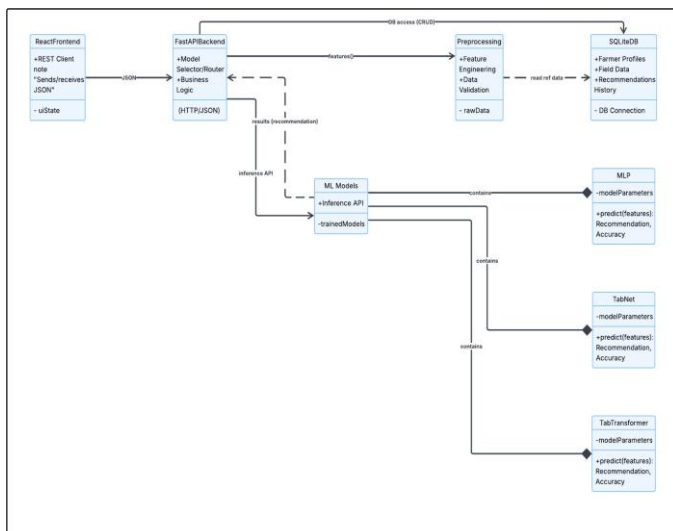 DB access (CRUD)
ReactFrontend
+REST Client
note
"Sends/receives
JSON"
- uiState
JSON
FastAPIBackend
+Model
Selector/Router
+Business
Logic
(HTTP/JSON)
features()
Preprocessing
+Feature
Engineering
+Data
Validation
- rawData
read ref data
SQLiteDB
+Farmer Profiles
+Field Data
+Recommendations
History
- DB Connection
results (recommendation)
inference API
ML Models
+Inference API
-trainedModels
contains
MLP
-modelParameters
+predict(features):
Recommendation,
Accuracy
contains
TabNet
-modelParameters
+predict(features):
Recommendation,
Accuracy
contains
TabTransformer
-modelParameters
+predict(features):
Recommendation,
Accuracy